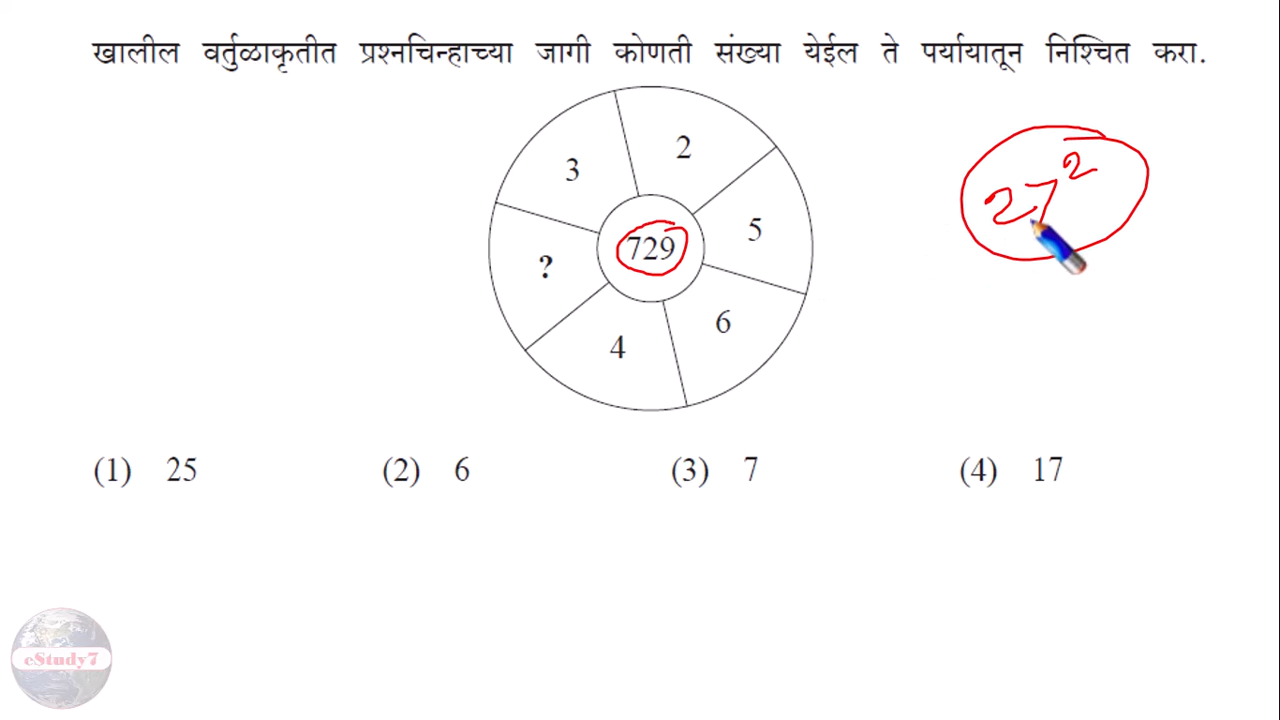 खालील वर्तुळाकृतीत प्रश्नचिन्हाच्या जागी कोणती संख्या येईल ते पर्यायातून निश्चित करा.
3 2
5
729
?
6
4
27²
(1) 25 (2) 6 (3) 7 (4) 17
eStudy7